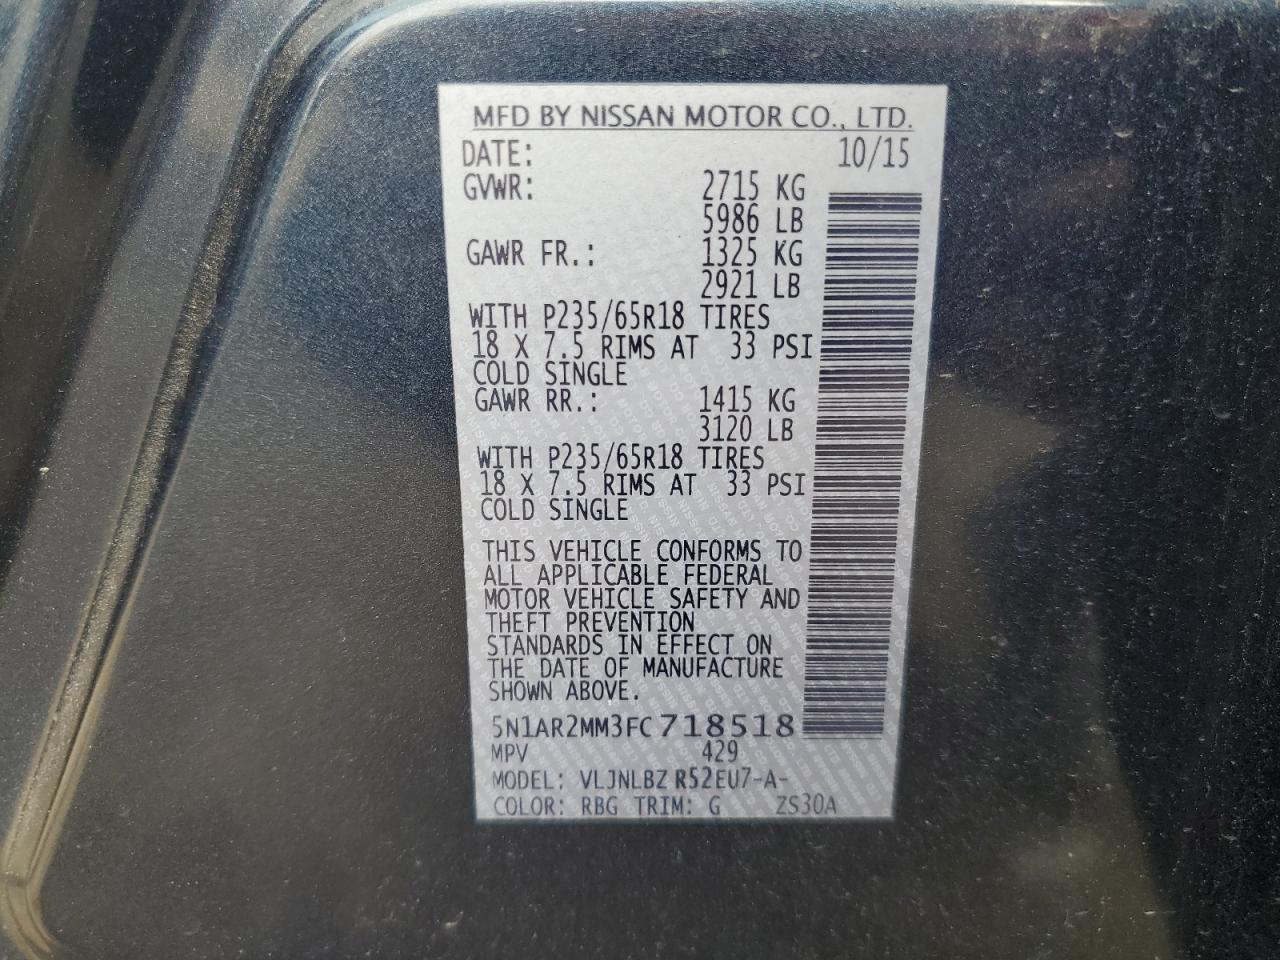 MFD BY NISSAN MOTOR CO., LTD.
DATE: 10/15
GVWR: 2715 KG
5986 LB
GAWR FR.: 1325 KG
2921 LB
WITH P235/65R18 TIRES
18 X 7.5 RIMS AT 33 PSI
COLD SINGLE
GAWR RR.: 1415 KG
3120 LB
WITH P235/65R18 TIRES
18 X 7.5 RIMS AT 33 PSI
COLD SINGLE
THIS VEHICLE CONFORMS TO
ALL APPLICABLE FEDERAL
MOTOR VEHICLE SAFETY AND
THEFT PREVENTION
STANDARDS IN EFFECT ON
THE DATE OF MANUFACTURE
SHOWN ABOVE.
5N1AR2MM3FC718518
MPV 429
MODEL: VLJNLBZ R52EU7-A-
COLOR: RBG TRIM: G ZS30A